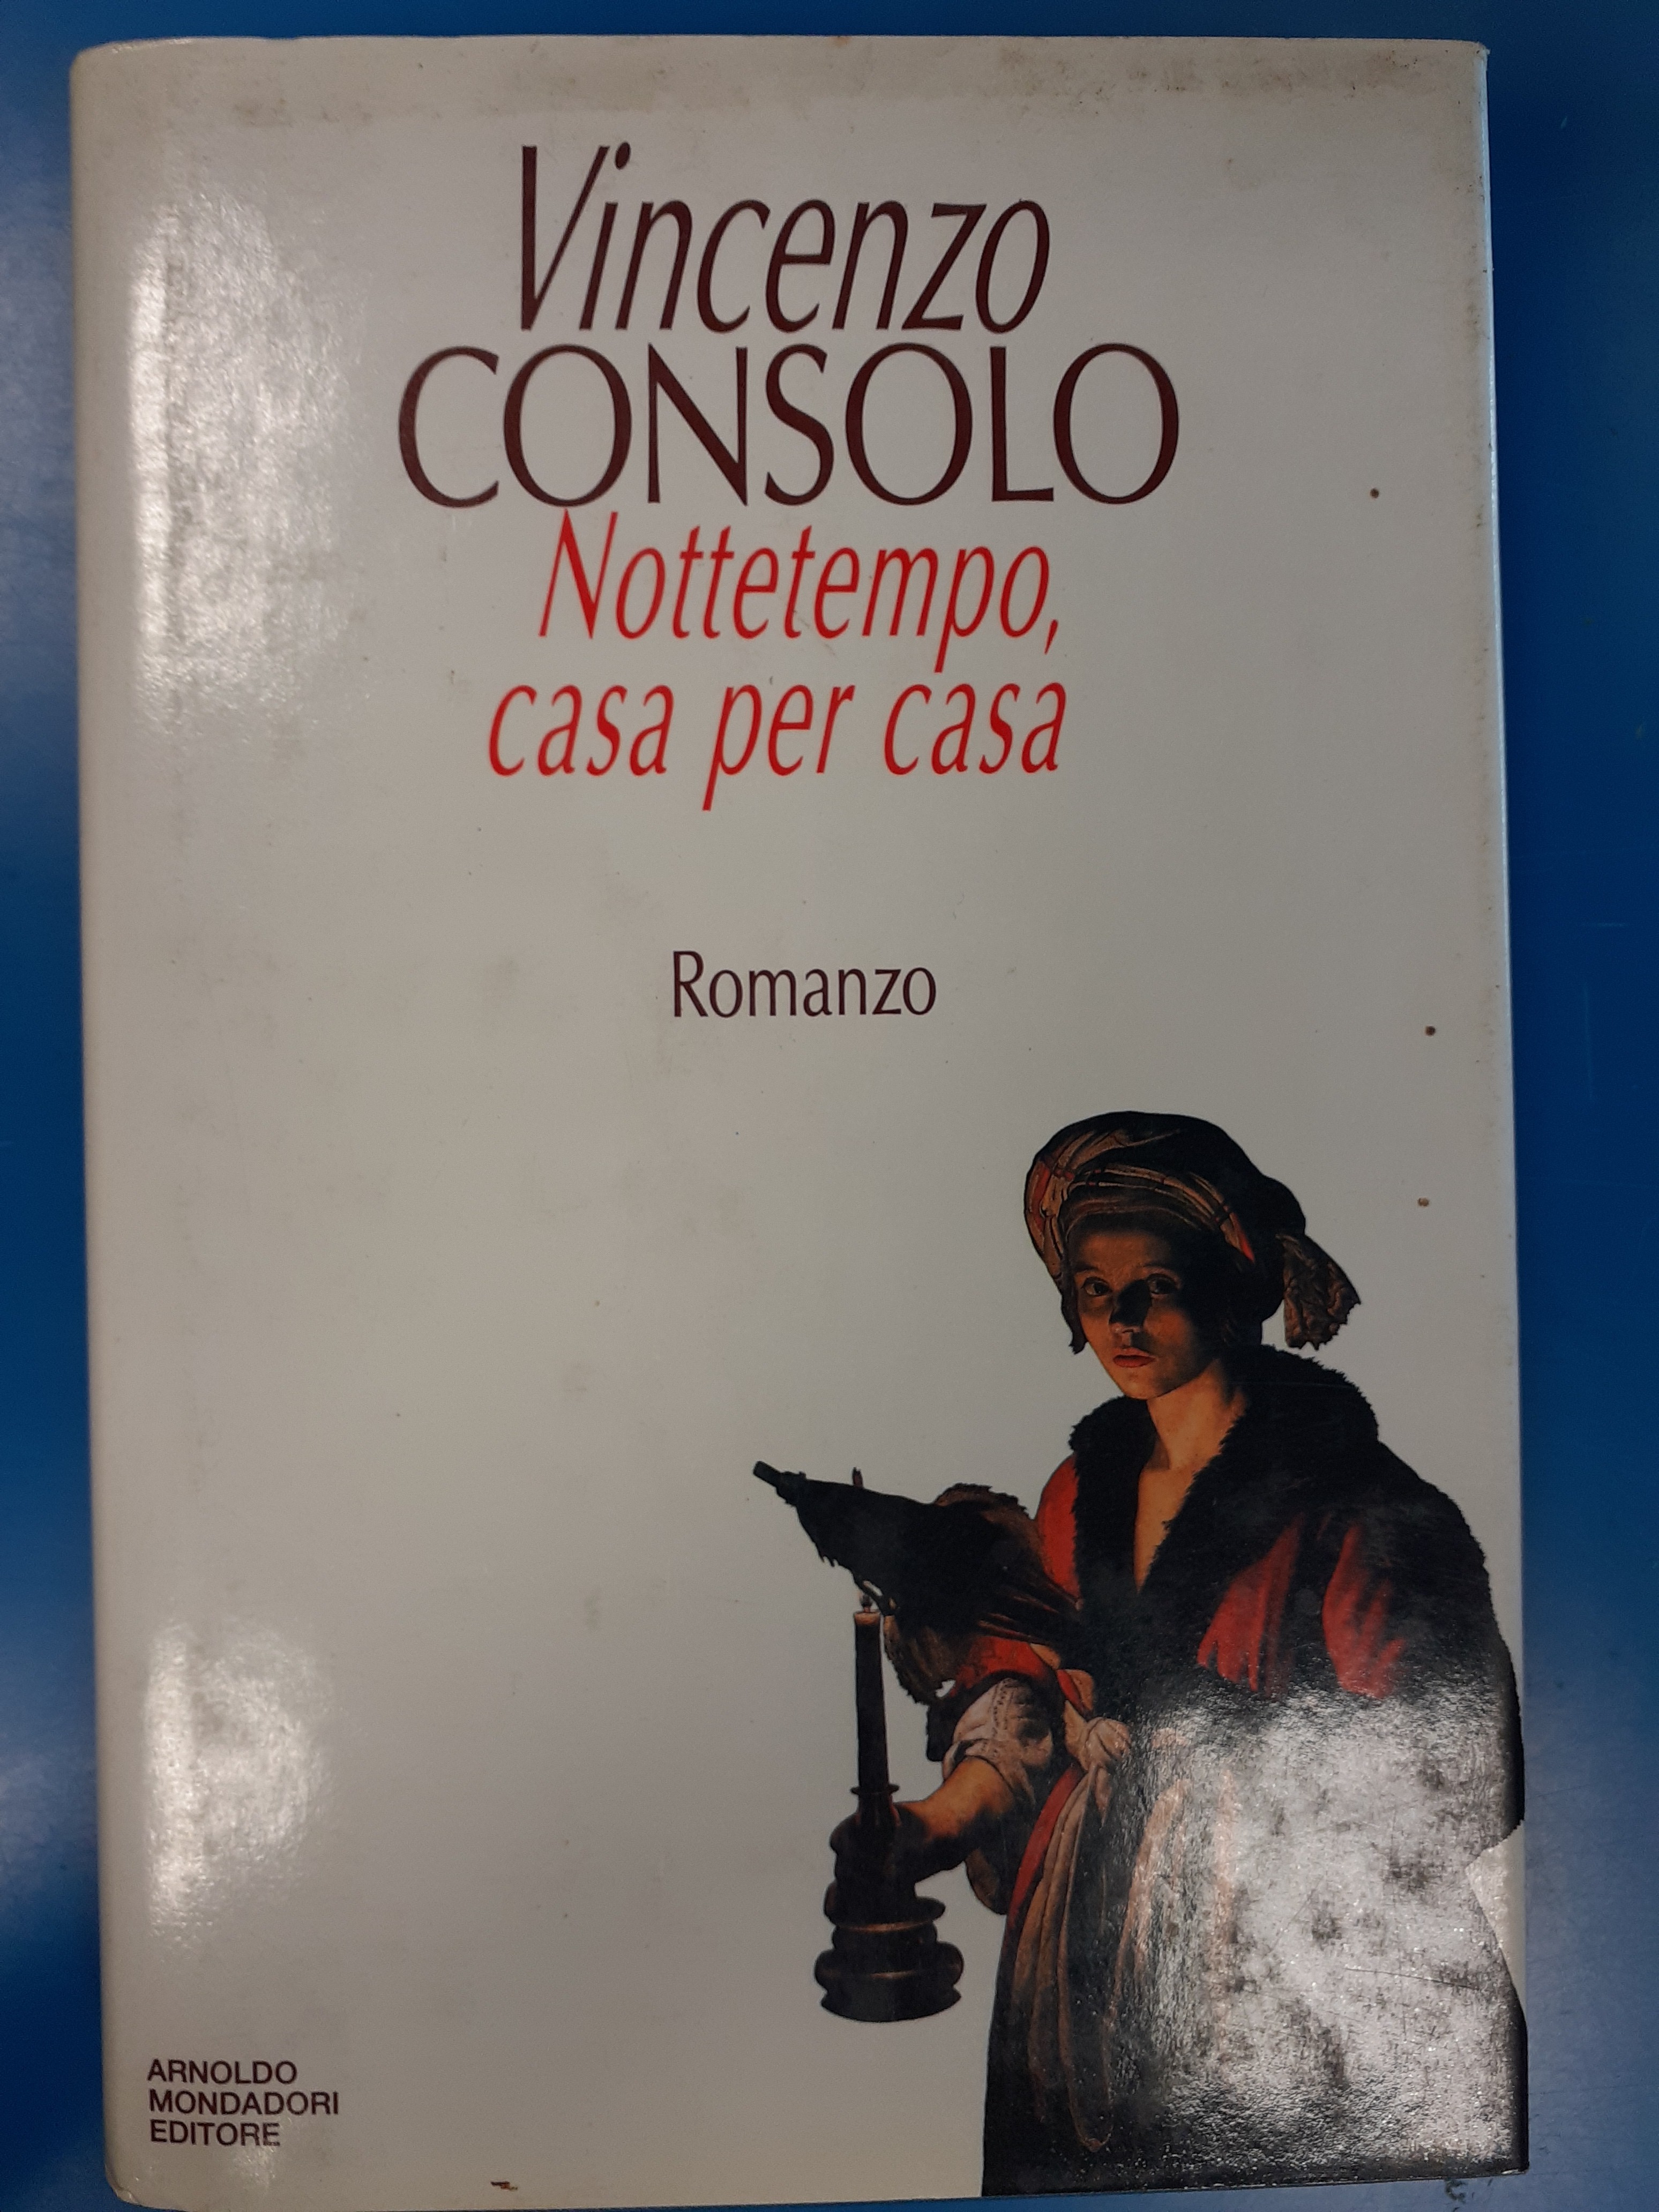 Vincenzo
CONSOLO
Nottetempo,
casa per casa
Romanzo
ARNOLDO
MONDADORI
EDITORE